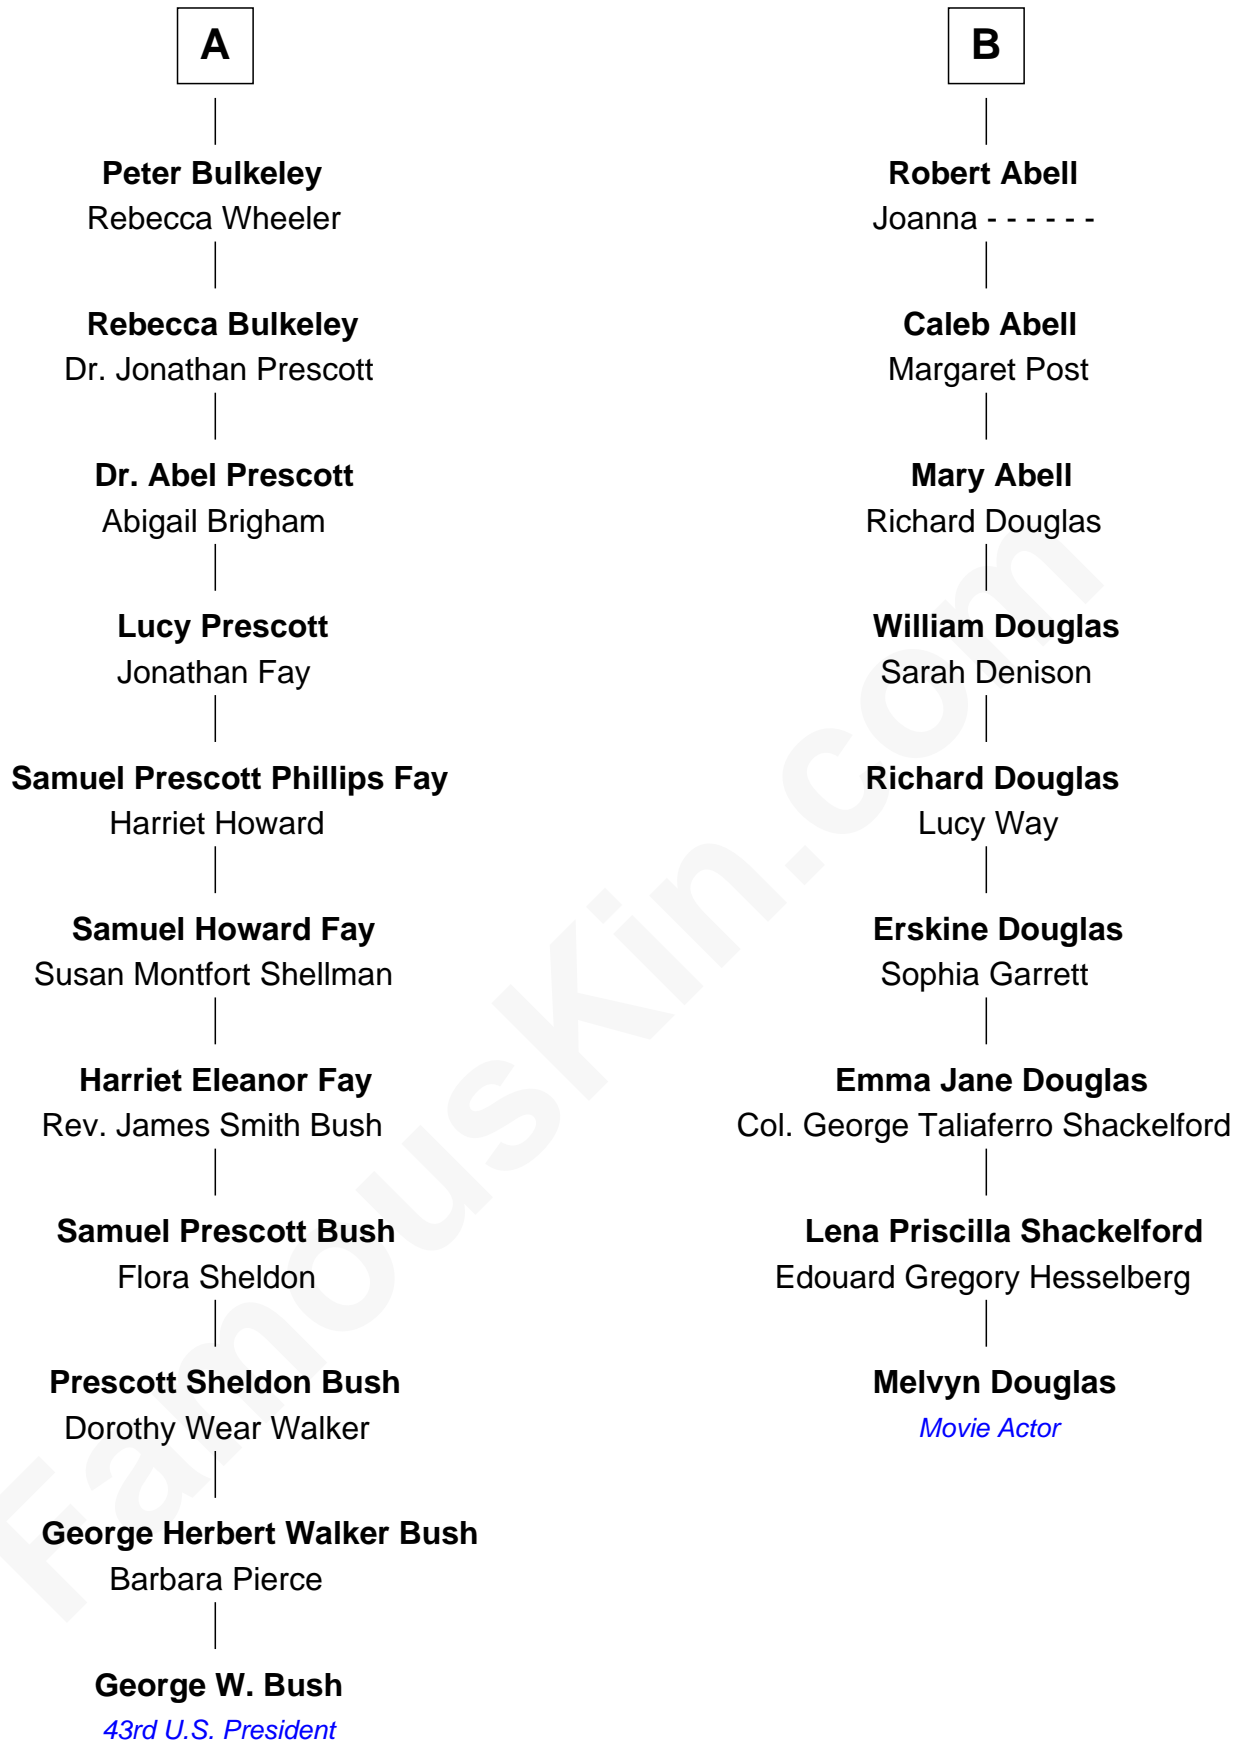 A
Peter Bulkeley
Rebecca Wheeler
Rebecca Bulkeley
Dr. Jonathan Prescott
Dr. Abel Prescott
Abigail Brigham
Lucy Prescott
Jonathan Fay
Samuel Prescott Phillips Fay
Harriet Howard
Samuel Howard Fay
Susan Montfort Shellman
Harriet Eleanor Fay
Rev. James Smith Bush
Samuel Prescott Bush
Flora Sheldon
Prescott Sheldon Bush
Dorothy Wear Walker
George Herbert Walker Bush
Barbara Pierce
George W. Bush
43rd U.S. President
B
Robert Abell
Joanna - - - - - -
Caleb Abell
Margaret Post
Mary Abell
Richard Douglas
William Douglas
Sarah Denison
Richard Douglas
Lucy Way
Erskine Douglas
Sophia Garrett
Emma Jane Douglas
Col. George Taliaferro Shackelford
Lena Priscilla Shackelford
Edouard Gregory Hesselberg
Melvyn Douglas
Movie Actor
FamousKin.com